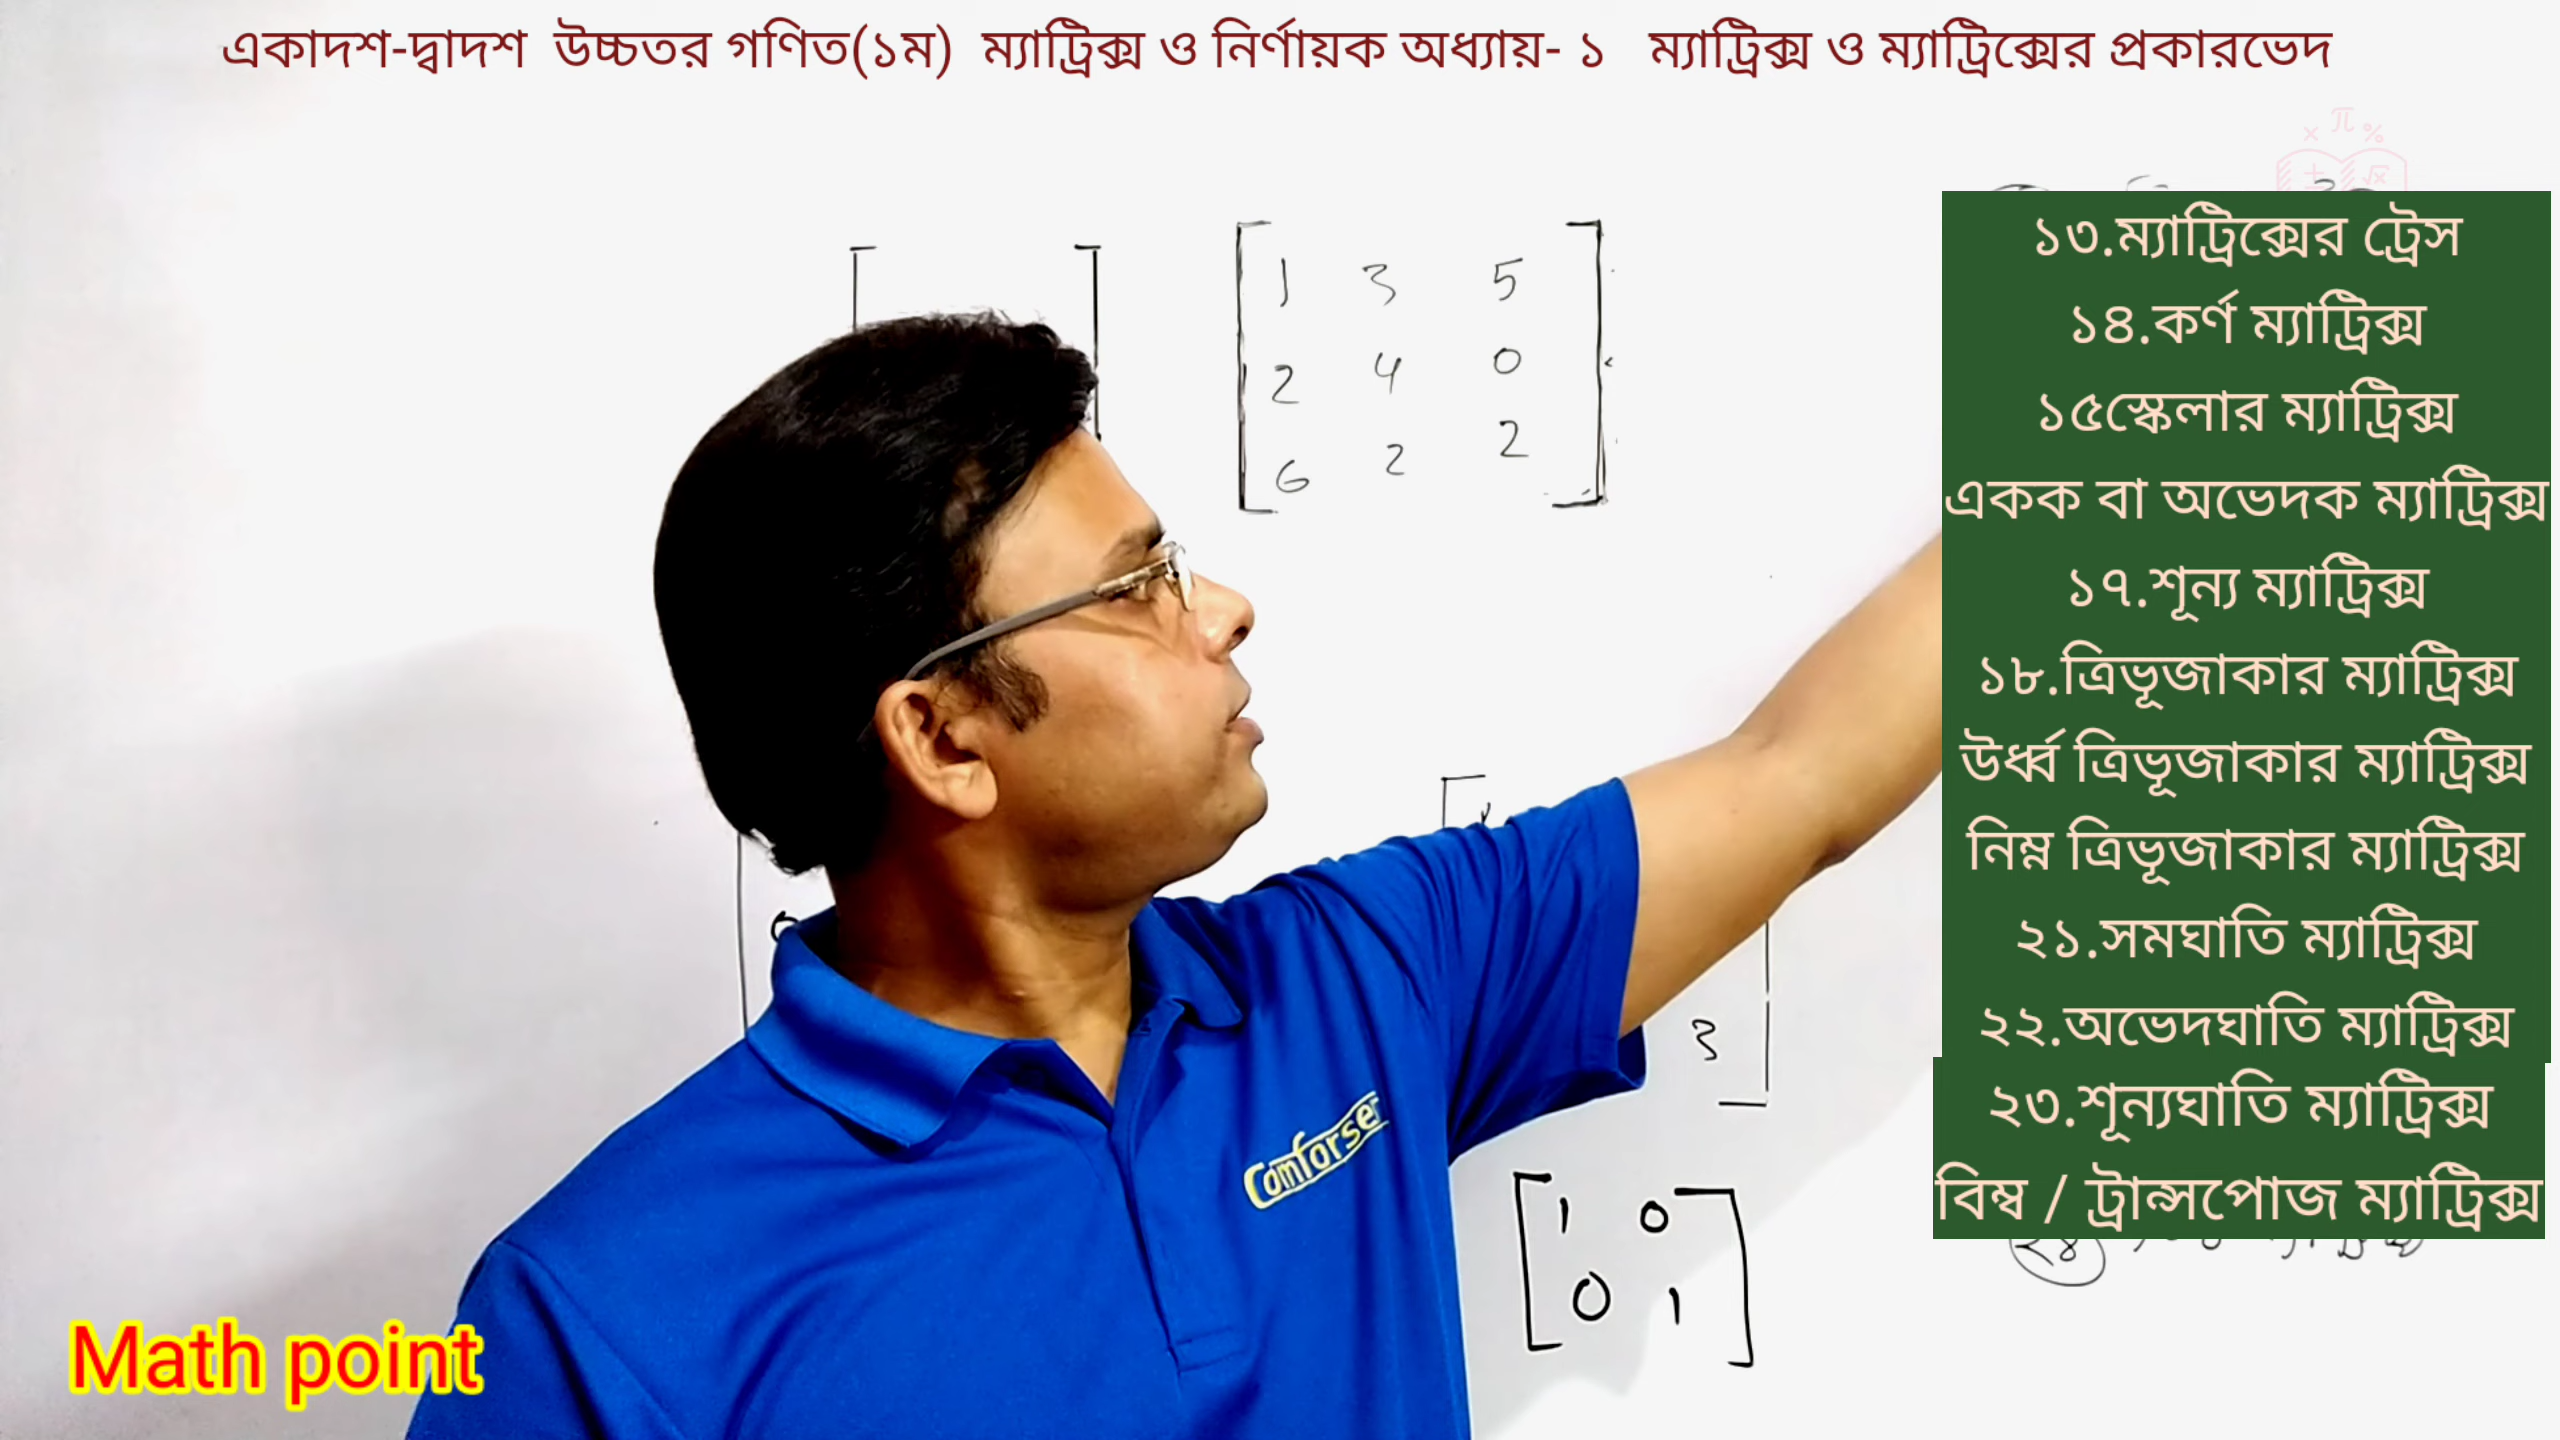 একাদশ-দ্বাদশ উচ্চতর গণিত(১ম) ম্যাট্রিক্স ও নির্ণায়ক অধ্যায়- ১ ম্যাট্রিক্স ও ম্যাট্রিক্সের প্রকারভেদ
1 3 5
2 4 0
6 2 2
১৩.ম্যাট্রিক্সের ট্রেস
১৪.কর্ণ ম্যাট্রিক্স
১৫স্কেলার ম্যাট্রিক্স
একক বা অভেদক ম্যাট্রিক্স
১৭.শূন্য ম্যাট্রিক্স
১৮.ত্রিভূজাকার ম্যাট্রিক্স
উর্ধ্ব ত্রিভূজাকার ম্যাট্রিক্স
নিম্ন ত্রিভূজাকার ম্যাট্রিক্স
২১.সমঘাতি ম্যাট্রিক্স
২২.অভেদঘাতি ম্যাট্রিক্স
২৩.শূন্যঘাতি ম্যাট্রিক্স
বিম্ব / ট্রান্সপোজ ম্যাট্রিক্স
3
Comforser
1 0
0 1
Math point